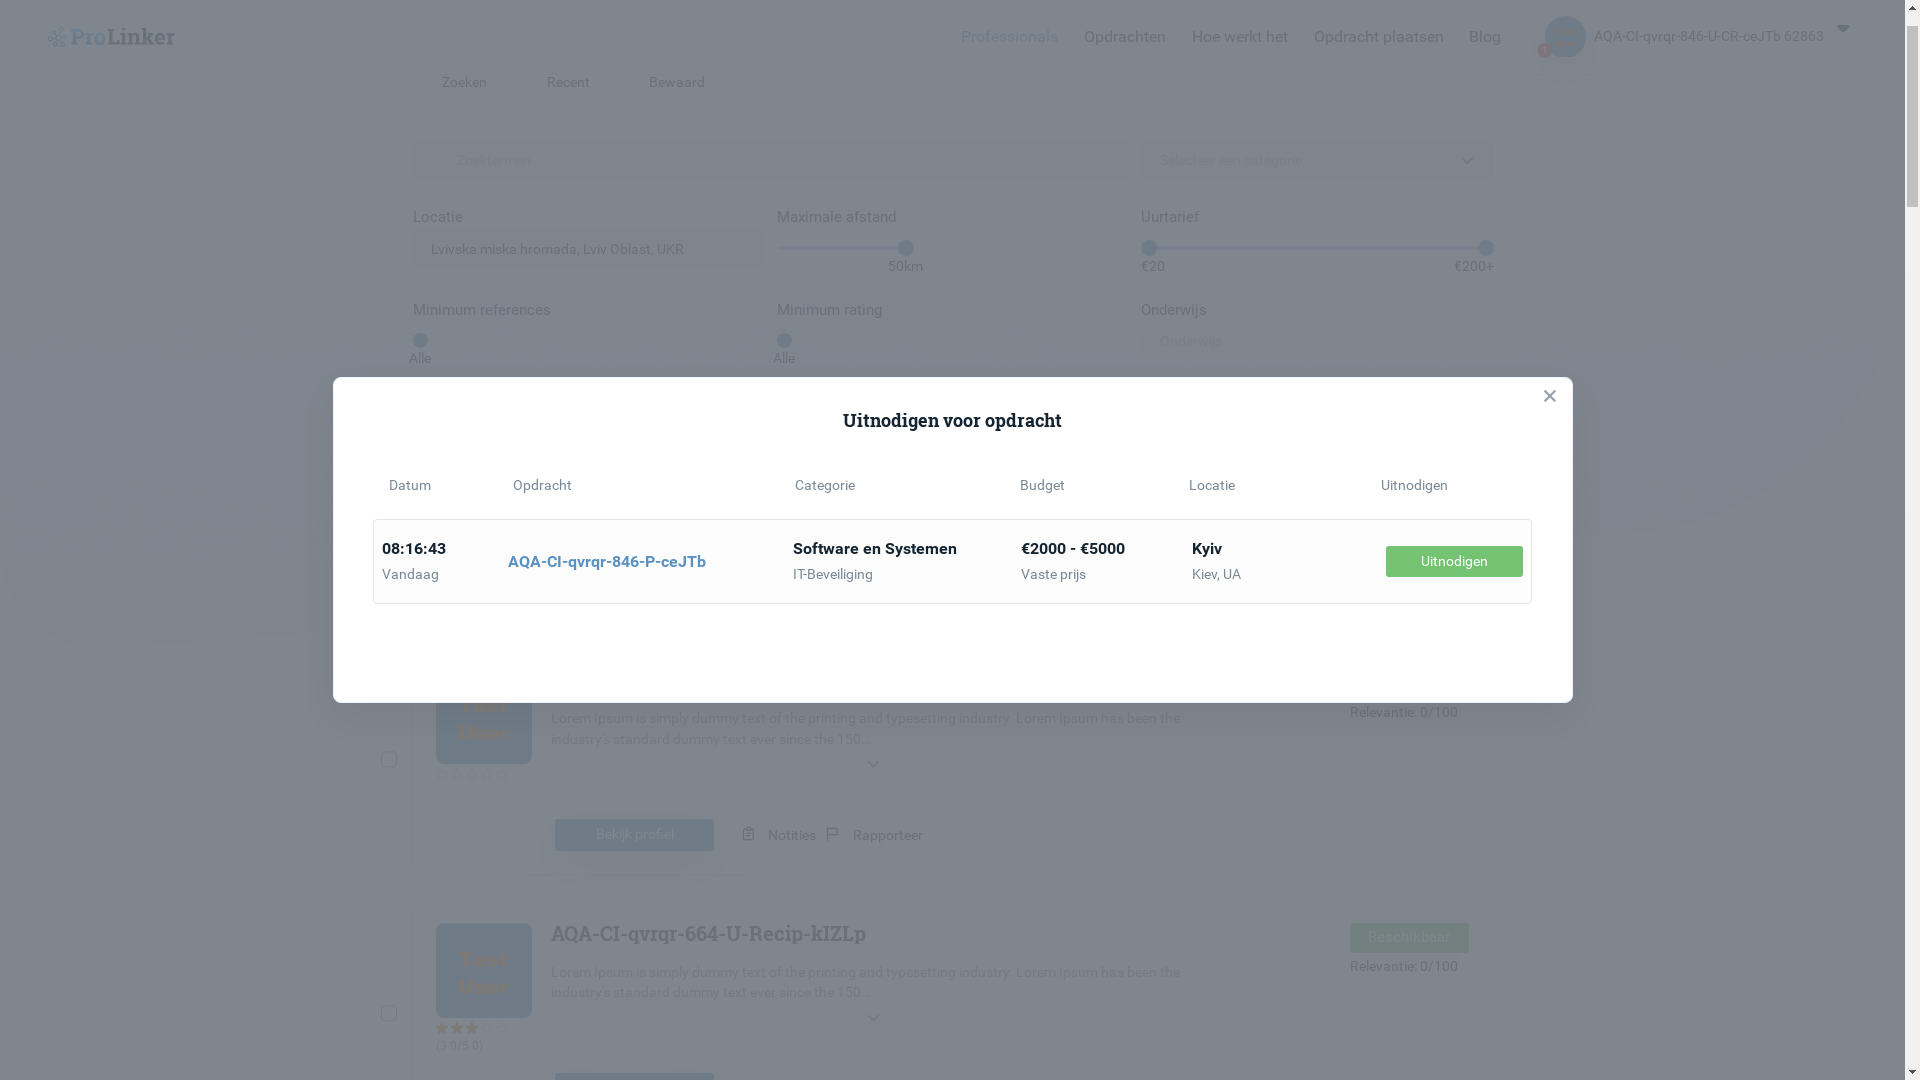 ProLinker
Professionals
Opdrachten
Hoe werkt het
Opdracht plaatsen
Blog
1
AQA-CI-qvrqr-846-U-CR-ceJTb 62863
Zoeken
Recent
Bewaard
Zoektermen
Selecteer een categorie
Locatie
Maximale afstand
Uurtarief
Lvivska miska hromada, Lviv Oblast, UKR
50km
€20
€200+
Minimum references
Minimum rating
Onderwijs
Alle
Alle
Onderwijs
Uitnodigen voor opdracht
Datum
Opdracht
Categorie
Budget
Locatie
Uitnodigen
08:16:43
Vandaag
AQA-CI-qvrqr-846-P-ceJTb
Software en Systemen
IT-Beveiliging
€2000 - €5000
Vaste prijs
Kyiv
Kiev, UA
Uitnodigen
Lorem Ipsum is simply dummy text of the printing and typesetting industry. Lorem Ipsum has been the
industry's standard dummy text ever since the 150...
Relevantie: 0/100
Bekijk profiel
Notities
Rapporteer
AQA-CI-qvrqr-664-U-Recip-kIZLp
Beschikbaar
Relevantie: 0/100
Lorem Ipsum is simply dummy text of the printing and typesetting industry. Lorem Ipsum has been the
industry's standard dummy text ever since the 150...
(3.0/5.0)